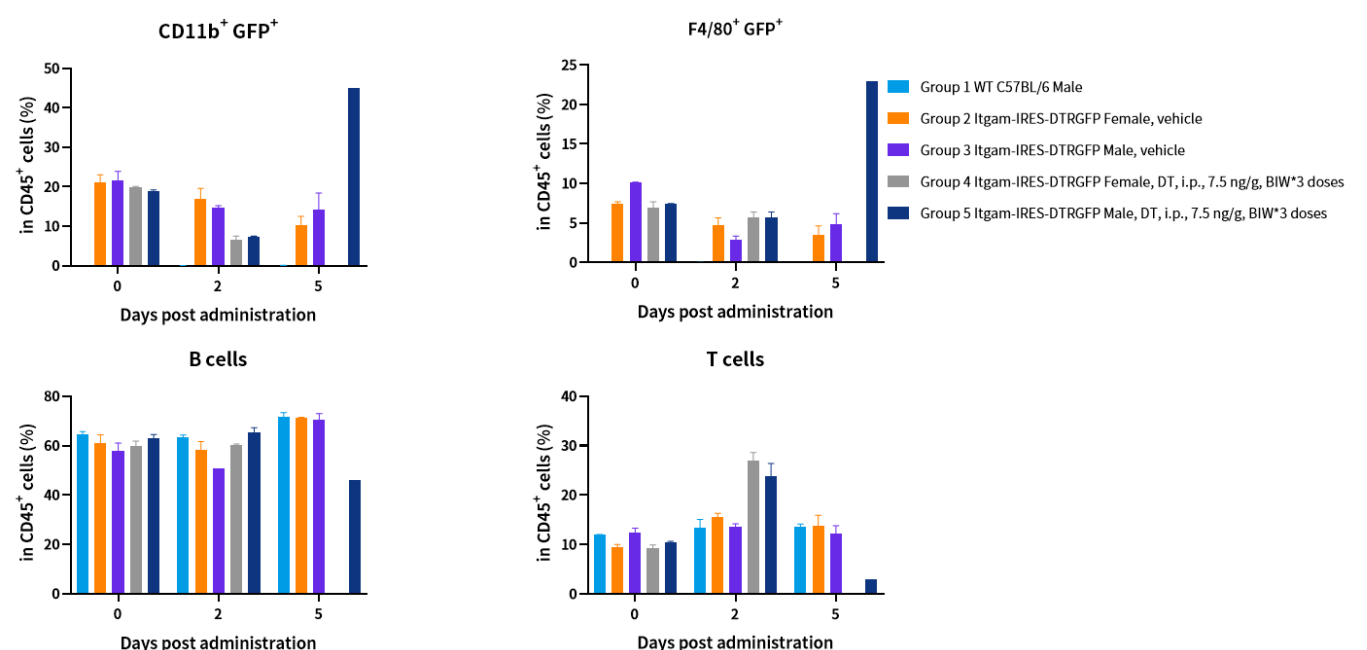 CD11b⁺ GFP⁺
in CD45⁺ cells (%)
50
40
30
20
10
0
0 2 5
Days post administration
F4/80⁺ GFP⁺
in CD45⁺ cells (%)
25
20
15
10
5
0
0 2 5
Days post administration
Group 1 WT C57BL/6 Male
Group 2 Itgam-IRES-DTRGFP Female, vehicle
Group 3 Itgam-IRES-DTRGFP Male, vehicle
Group 4 Itgam-IRES-DTRGFP Female, DT, i.p., 7.5 ng/g, BIW*3 doses
Group 5 Itgam-IRES-DTRGFP Male, DT, i.p., 7.5 ng/g, BIW*3 doses
B cells
in CD45⁺ cells (%)
80
60
40
20
0
0 2 5
Days post administration
T cells
in CD45⁺ cells (%)
40
30
20
10
0
0 2 5
Days post administration